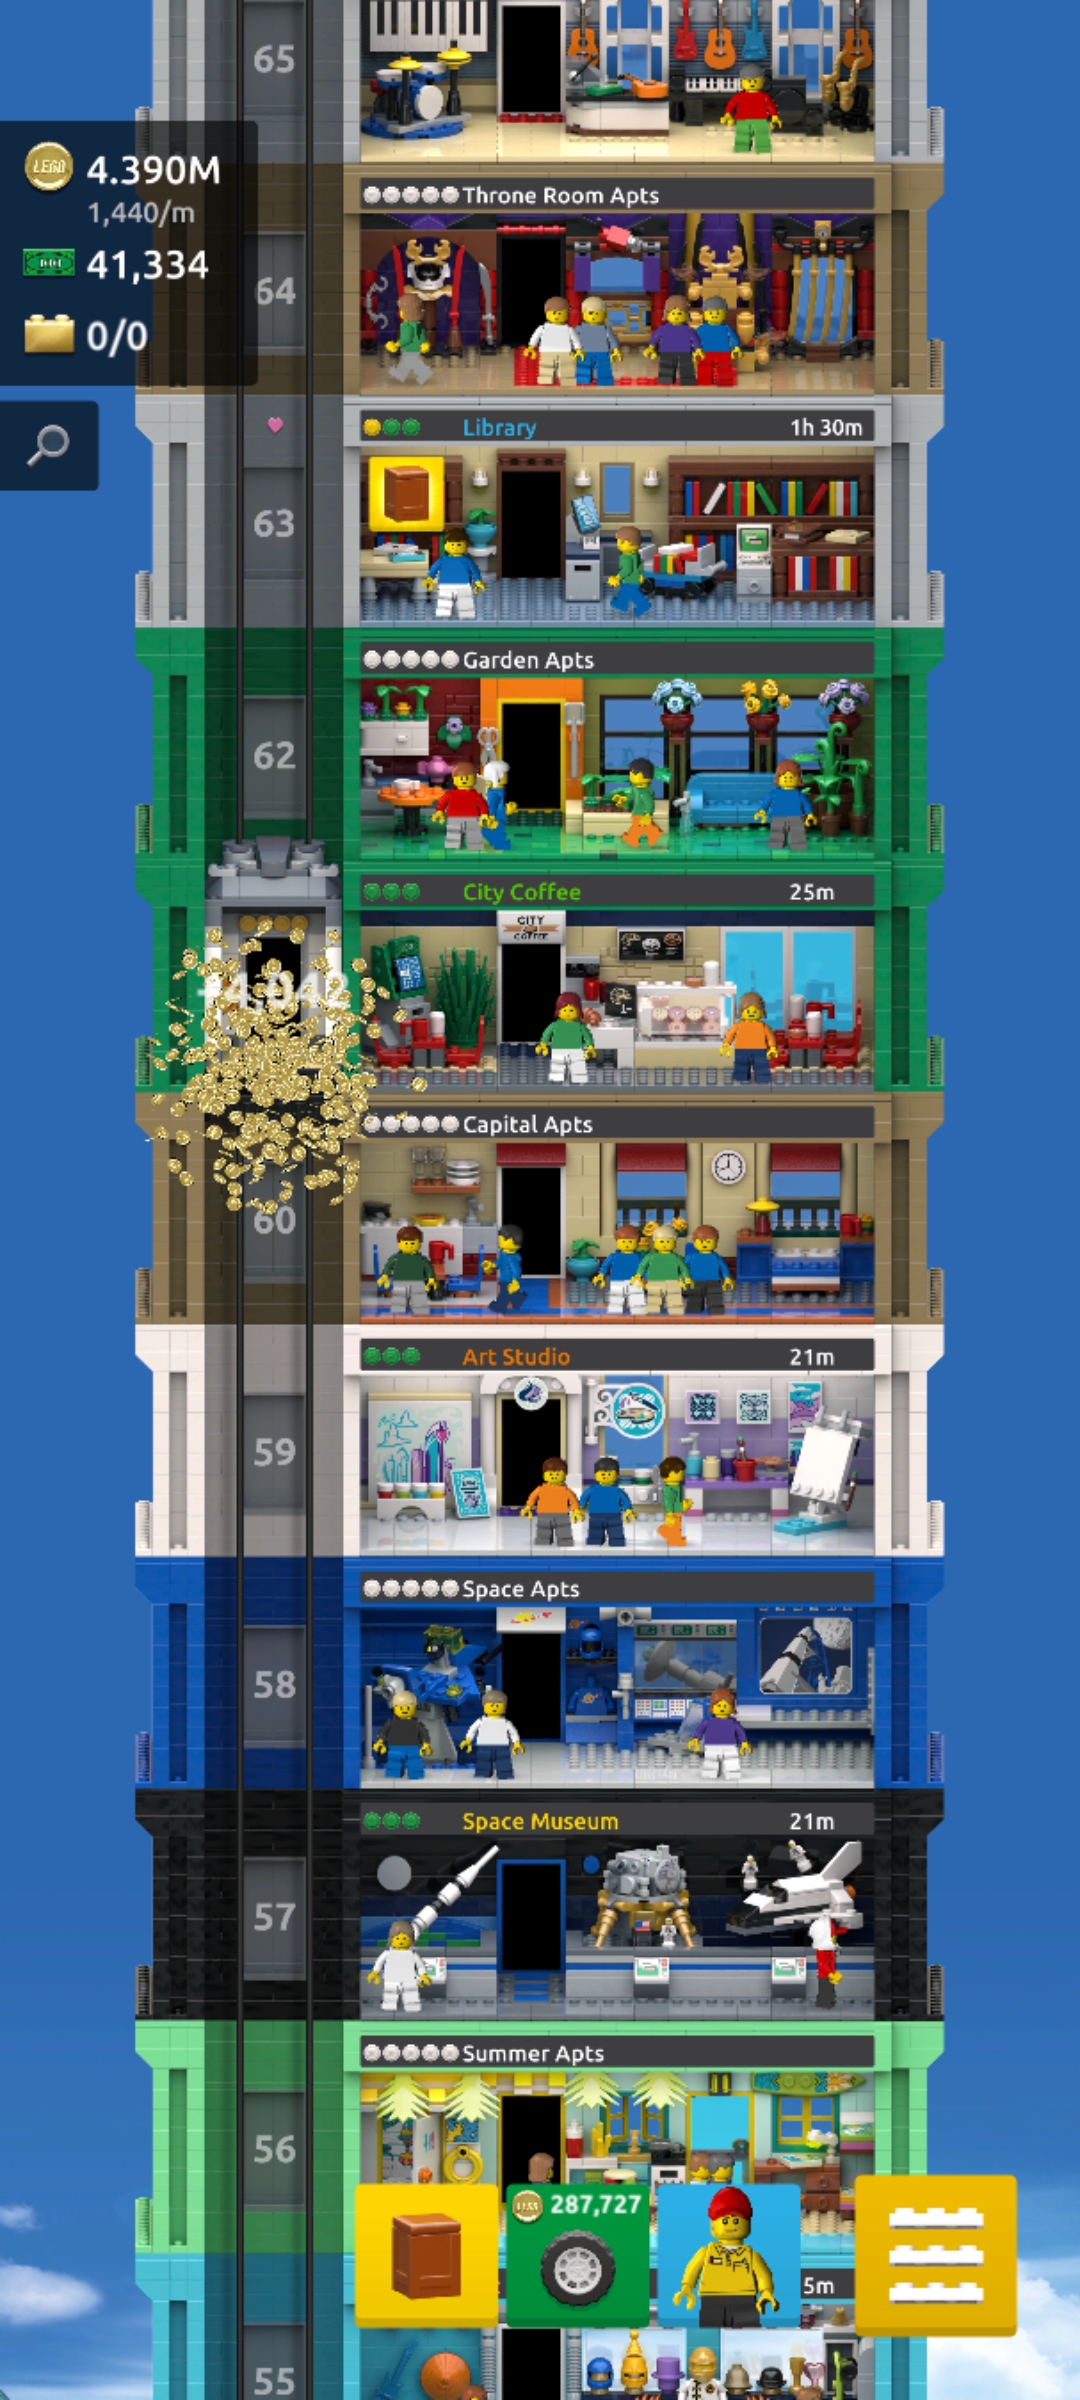 65
LEGO 4.390M
1,440/m
41,334
0/0
Throne Room Apts
64
Library 1h 30m
63
Garden Apts
62
City Coffee 25m
CITY
COFFEE
+4,042
Capital Apts
60
Art Studio 21m
59
Space Apts
58
Space Museum 21m
57
Summer Apts
56
287,727
5m
55